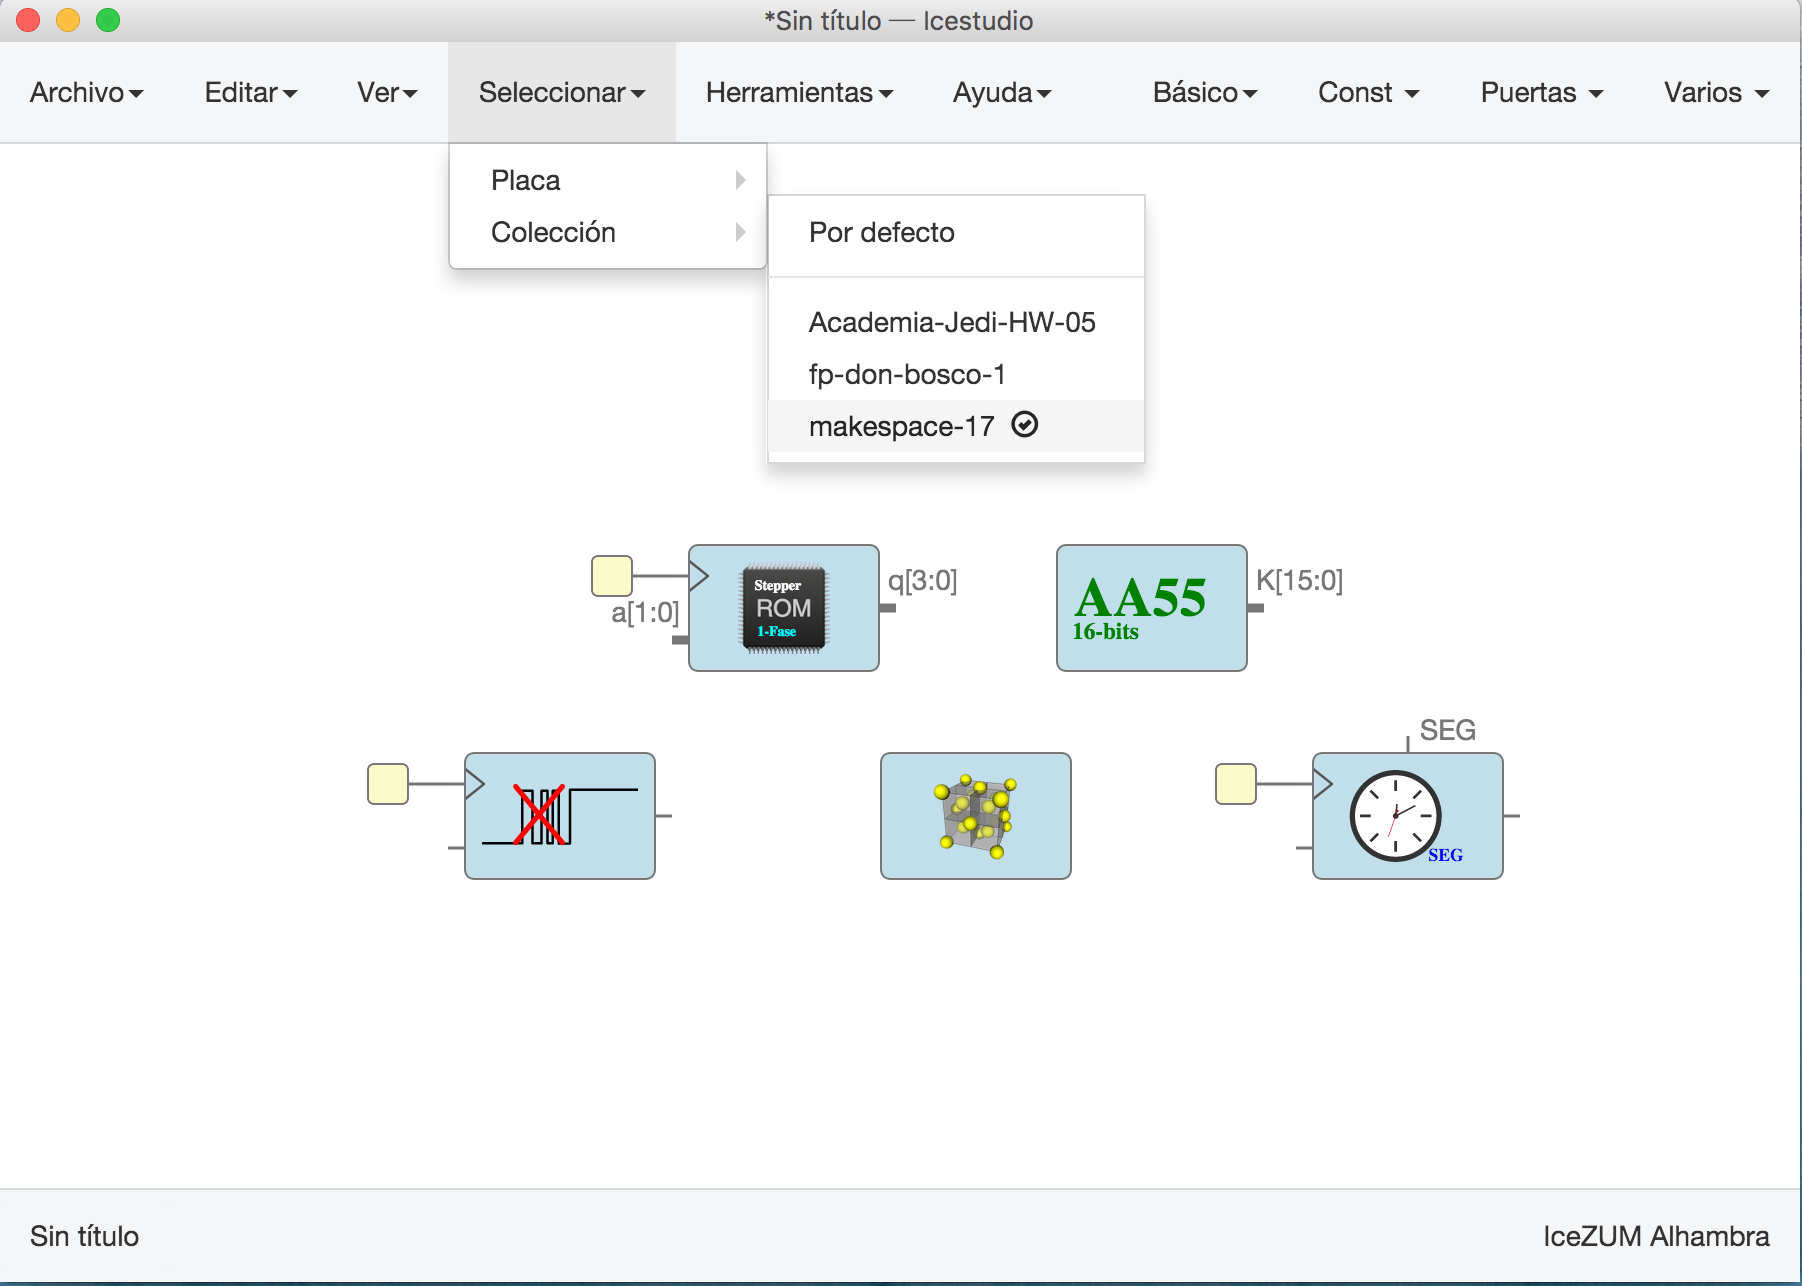 *Sin título — Icestudio
Archivo Editar Ver Seleccionar Herramientas Ayuda Básico Const Puertas Varios
Placa
Colección
Por defecto
Academia-Jedi-HW-05
fp-don-bosco-1
makespace-17
a[1:0]
Stepper
ROM
1-Fase
q[3:0]
AA55
16-bits
K[15:0]
SEG
SEG
Sin título
IceZUM Alhambra